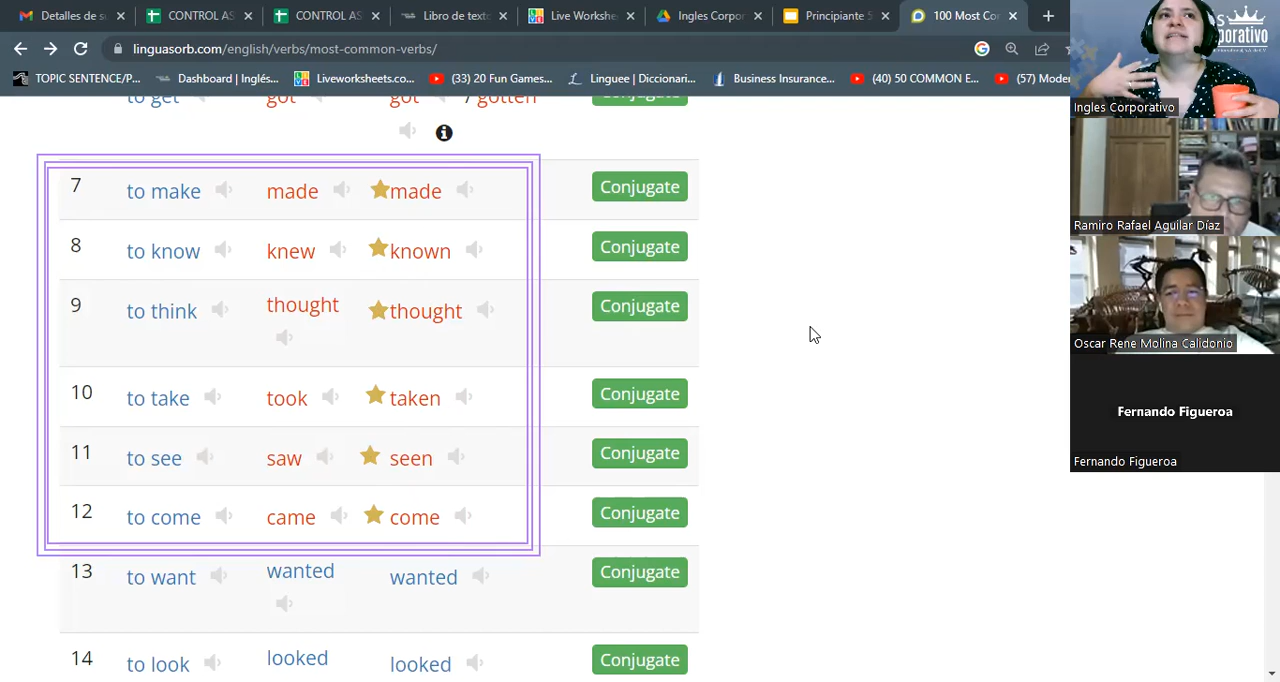 Detalles de su
CONTROL AS
CONTROL AS
Libro de texto
Live Workshe
Ingles Corpor
Principiante 5
100 Most Co
linguasorb.com/english/verbs/most-common-verbs/
TOPIC SENTENCE/P...
Dashboard | Inglés...
Liveworksheets.co...
(33) 20 Fun Games...
Linguee | Diccionari...
Business Insurance...
(40) 50 COMMON E...
(57) Moder
to get got got / gotten Conjugate
7 to make made made Conjugate
8 to know knew known Conjugate
9 to think thought thought Conjugate
10 to take took taken Conjugate
11 to see saw seen Conjugate
12 to come came come Conjugate
13 to want wanted wanted Conjugate
14 to look looked looked Conjugate
Ingles Corporativo
Ramiro Rafael Aguilar Díaz
Oscar Rene Molina Calidonio
Fernando Figueroa
Fernando Figueroa